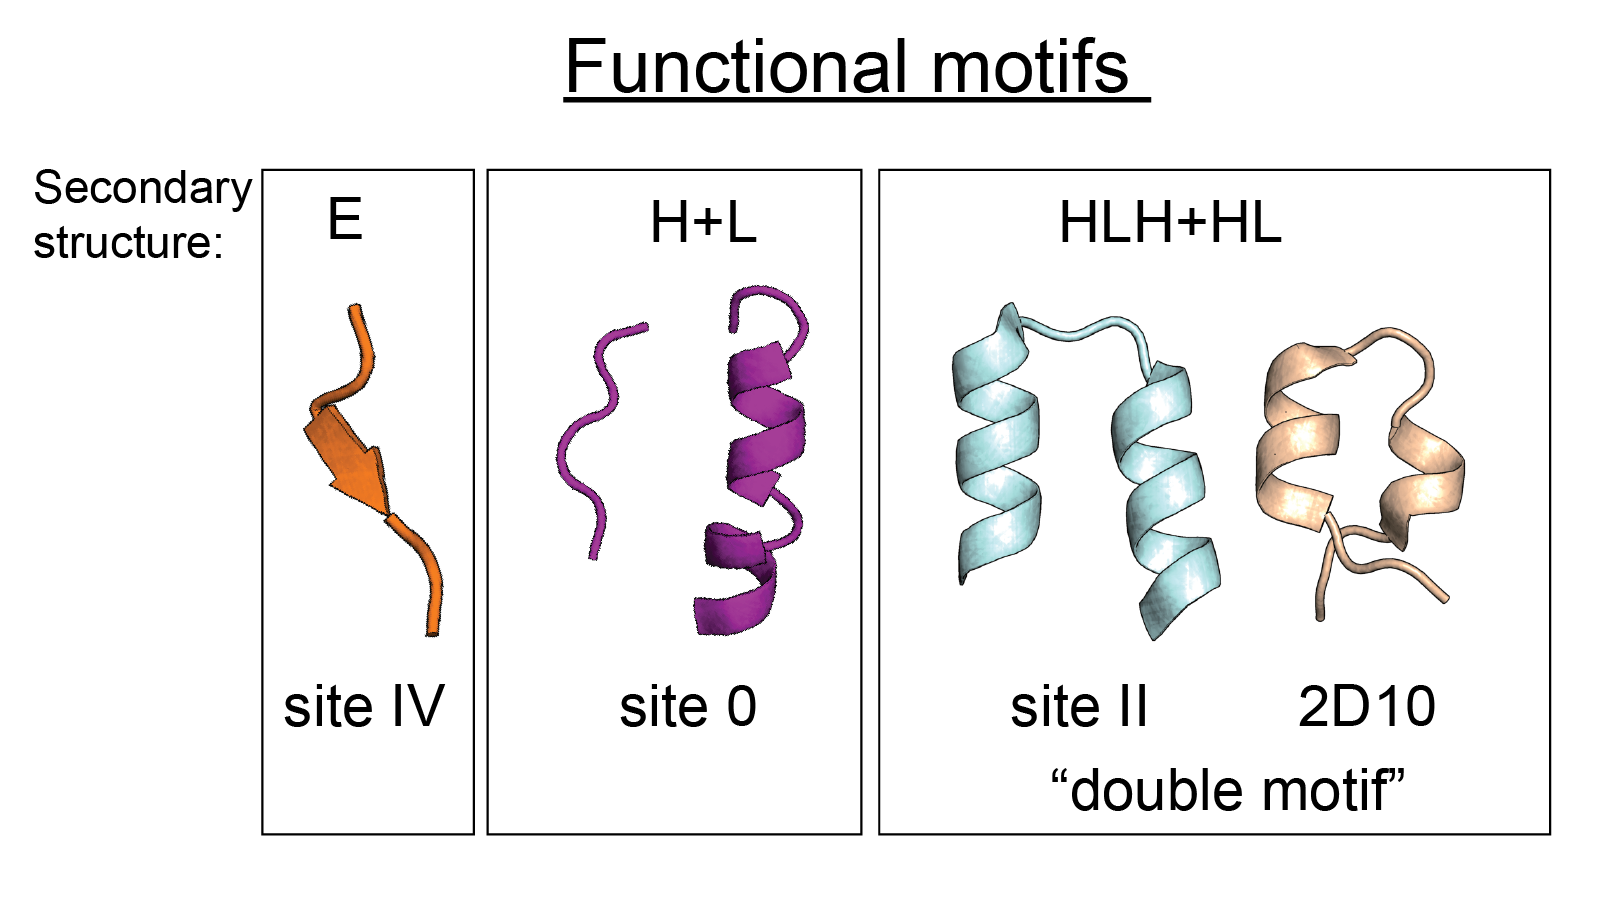 Functional motifs
Secondary
structure:
E
H+L
HLH+HL
site IV
site 0
site II
2D10
“double motif”